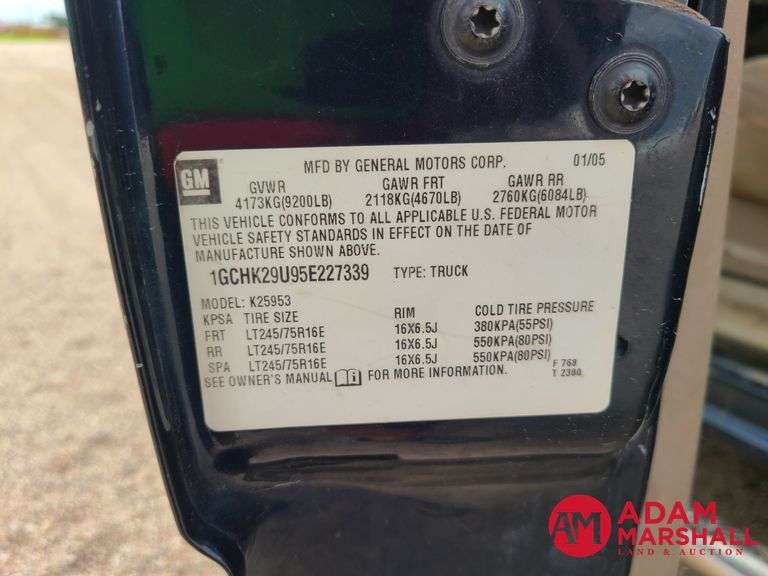 GM
MFD BY GENERAL MOTORS CORP. 01/05
GVWR GAWR FRT GAWR RR
4173KG(9200LB) 2118KG(4670LB) 2760KG(6084LB)
THIS VEHICLE CONFORMS TO ALL APPLICABLE U.S. FEDERAL MOTOR
VEHICLE SAFETY STANDARDS IN EFFECT ON THE DATE OF
MANUFACTURE SHOWN ABOVE.
1GCHK29U95E227339 TYPE: TRUCK
MODEL: K25953
KPSA TIRE SIZE RIM COLD TIRE PRESSURE
FRT LT245/75R16E 16X6.5J 380KPA(55PSI)
RR LT245/75R16E 16X6.5J 550KPA(80PSI)
SPA LT245/75R16E 16X6.5J 550KPA(80PSI)
SEE OWNER'S MANUAL FOR MORE INFORMATION.
F 768
T 2380
AM ADAM
MARSHALL
LAND & AUCTION